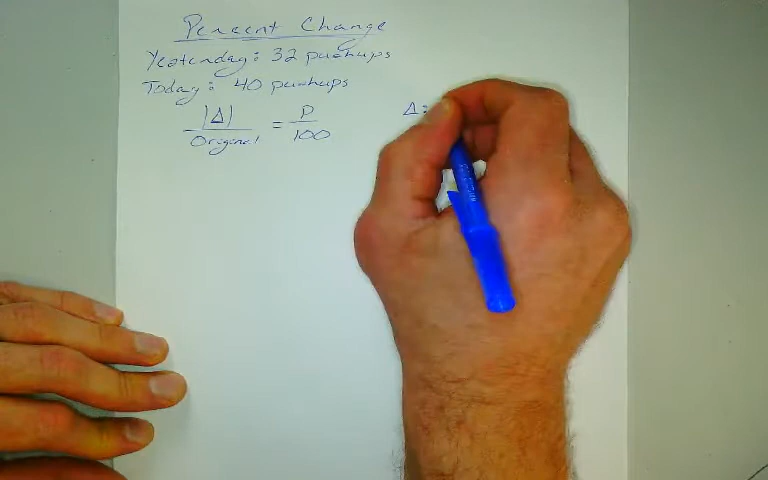 Percent Change
Yesterday: 32 pushups
Today: 40 pushups
|Δ| / Original = P / 100
Δ: